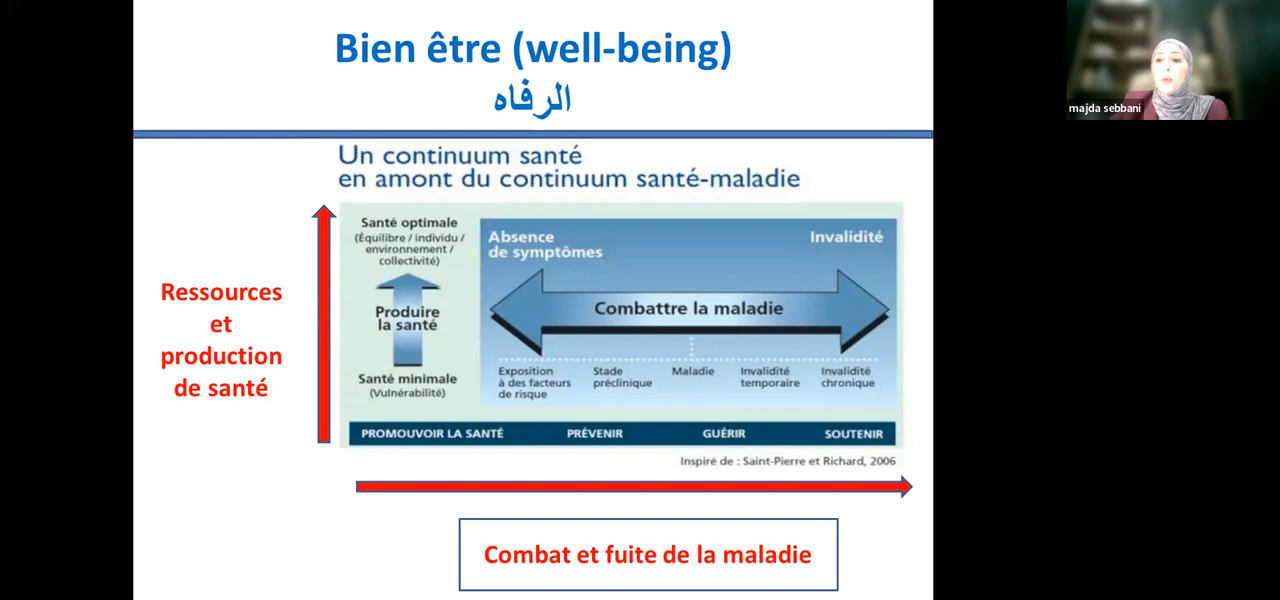 Bien être (well-being)
الرفاه
Un continuum santé
en amont du continuum santé-maladie
Santé optimale
(Équilibre / individu /
environnement /
collectivité)
Produire
la santé
Santé minimale
(Vulnérabilité)
Absence
de symptômes
Invalidité
Combattre la maladie
Exposition
à des facteurs
de risque
Stade
préclinique
Maladie
Invalidité
temporaire
Invalidité
chronique
PROMOUVOIR LA SANTÉ
PRÉVENIR
GUÉRIR
SOUTENIR
Inspiré de : Saint-Pierre et Richard, 2006
Ressources
et
production
de santé
Combat et fuite de la maladie
majda sebbani